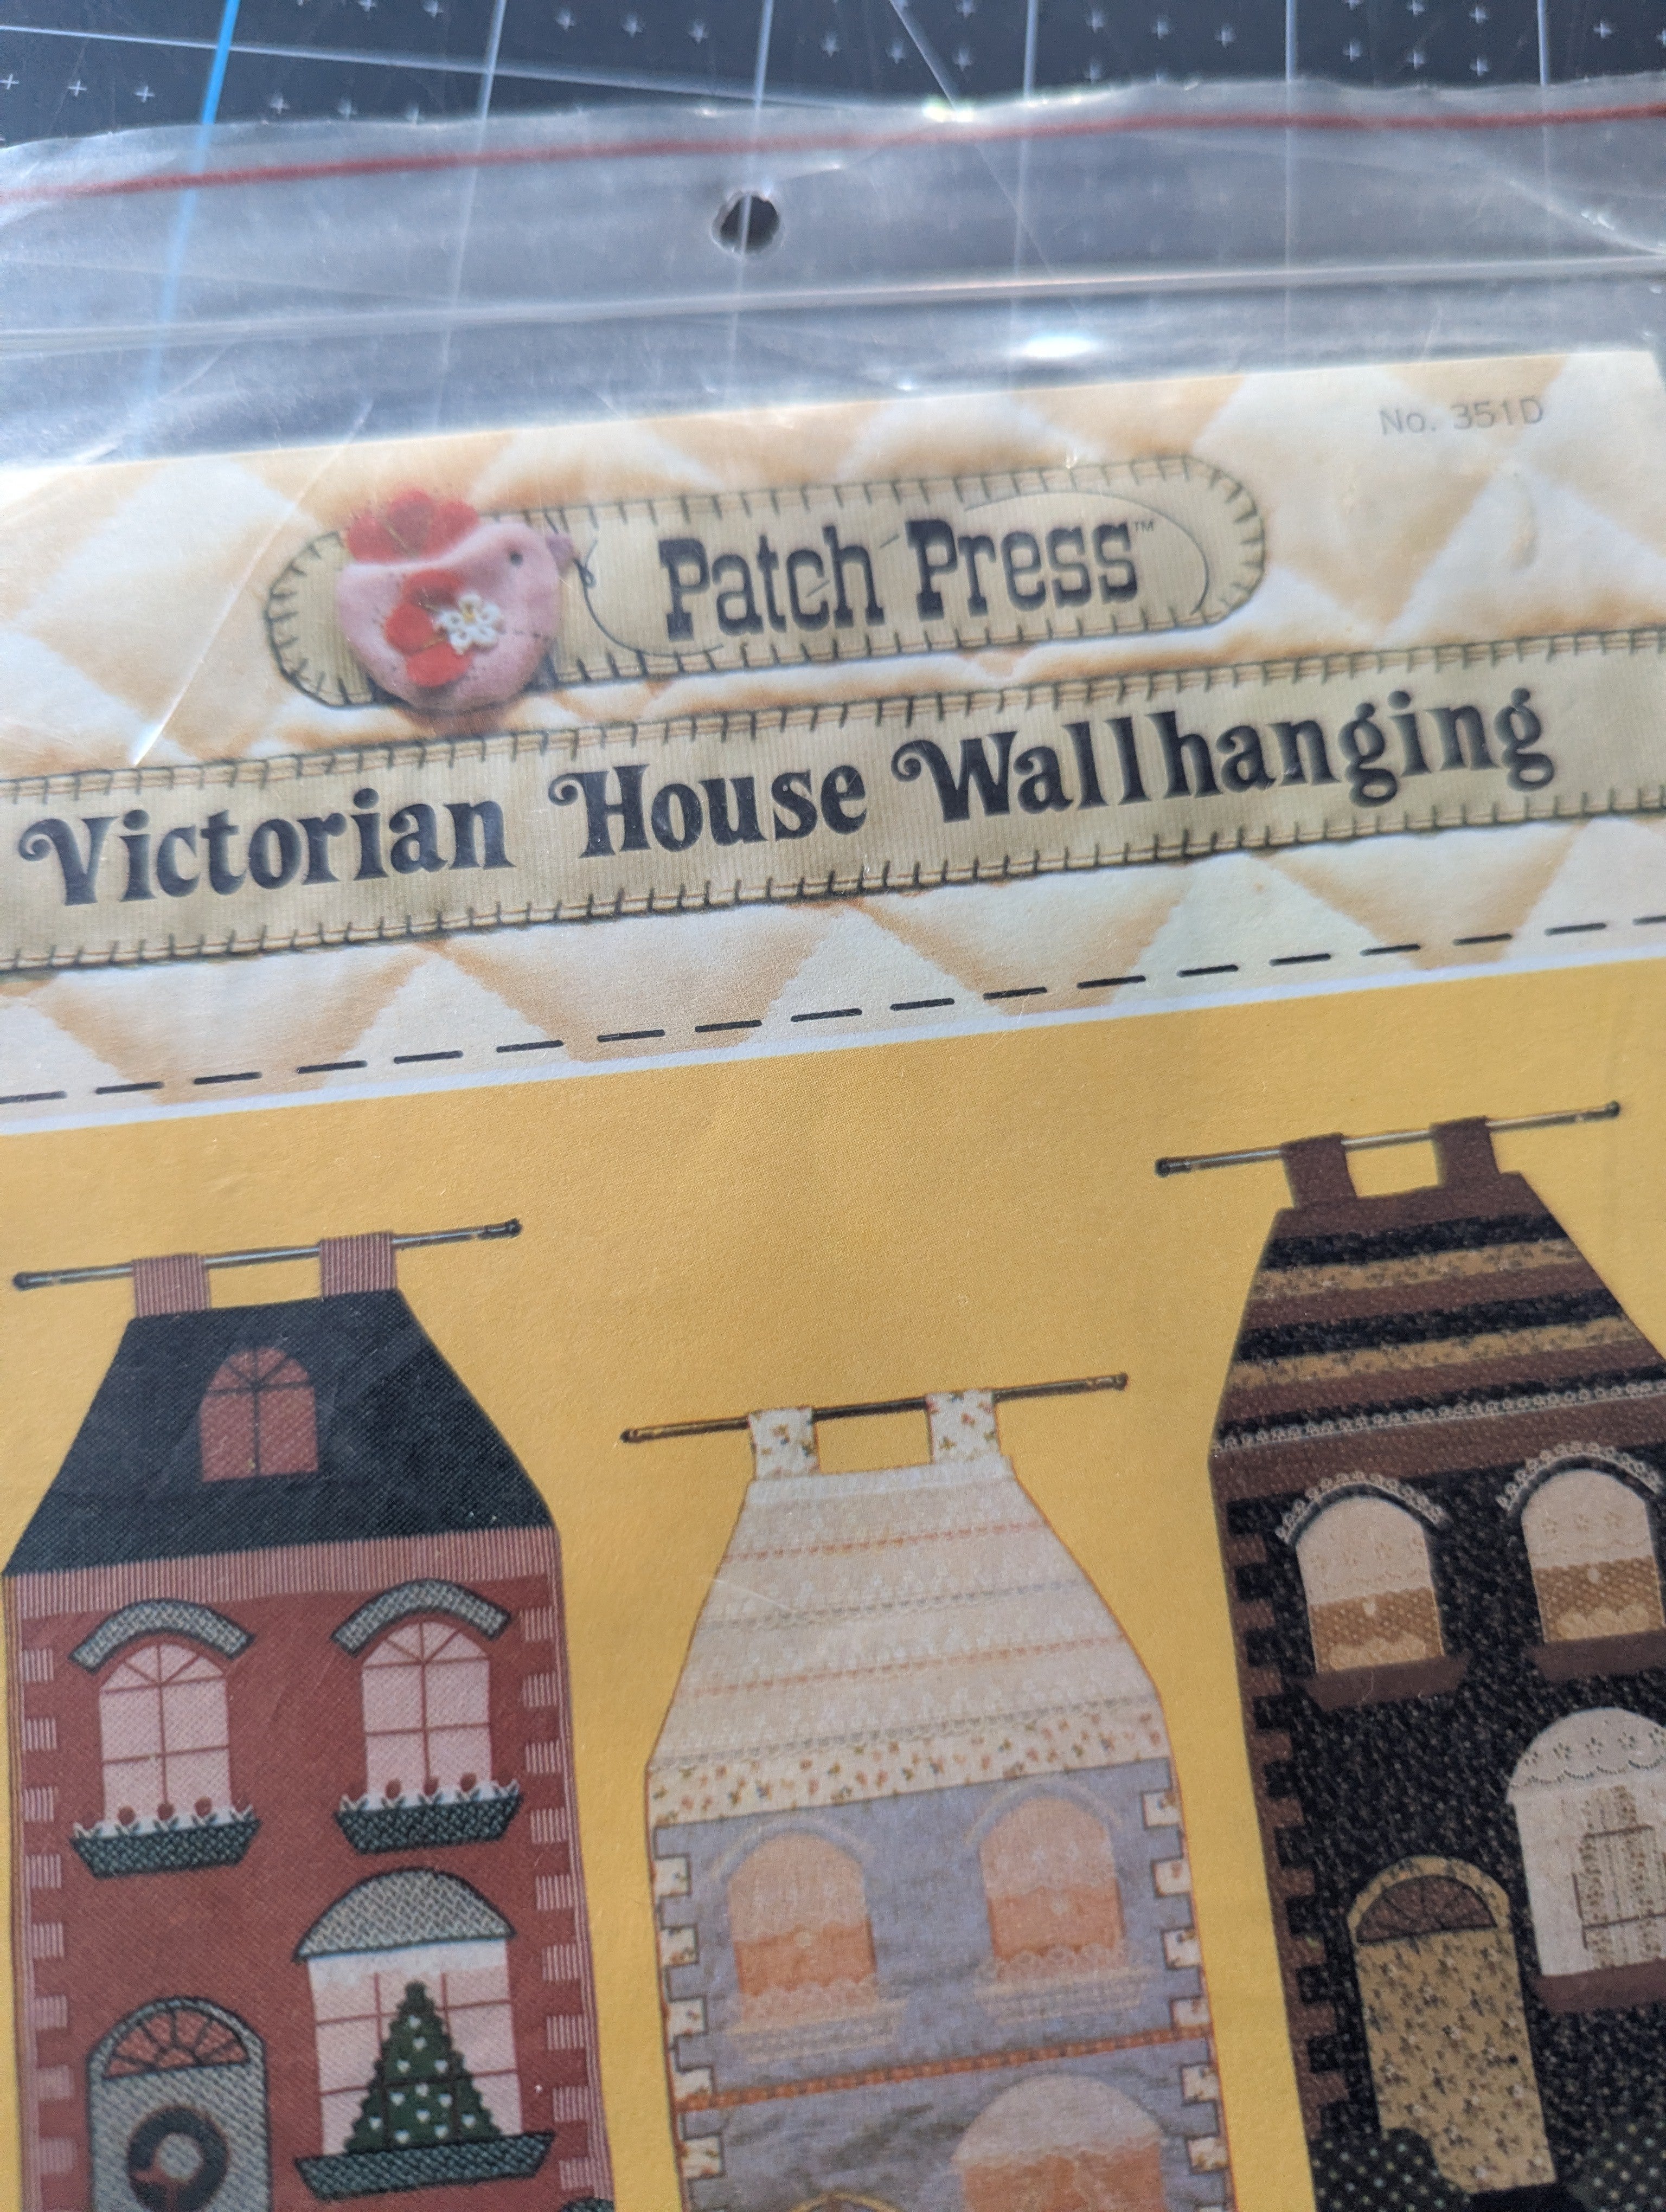 No. 351D
Patch Press™
Victorian House Wallhanging